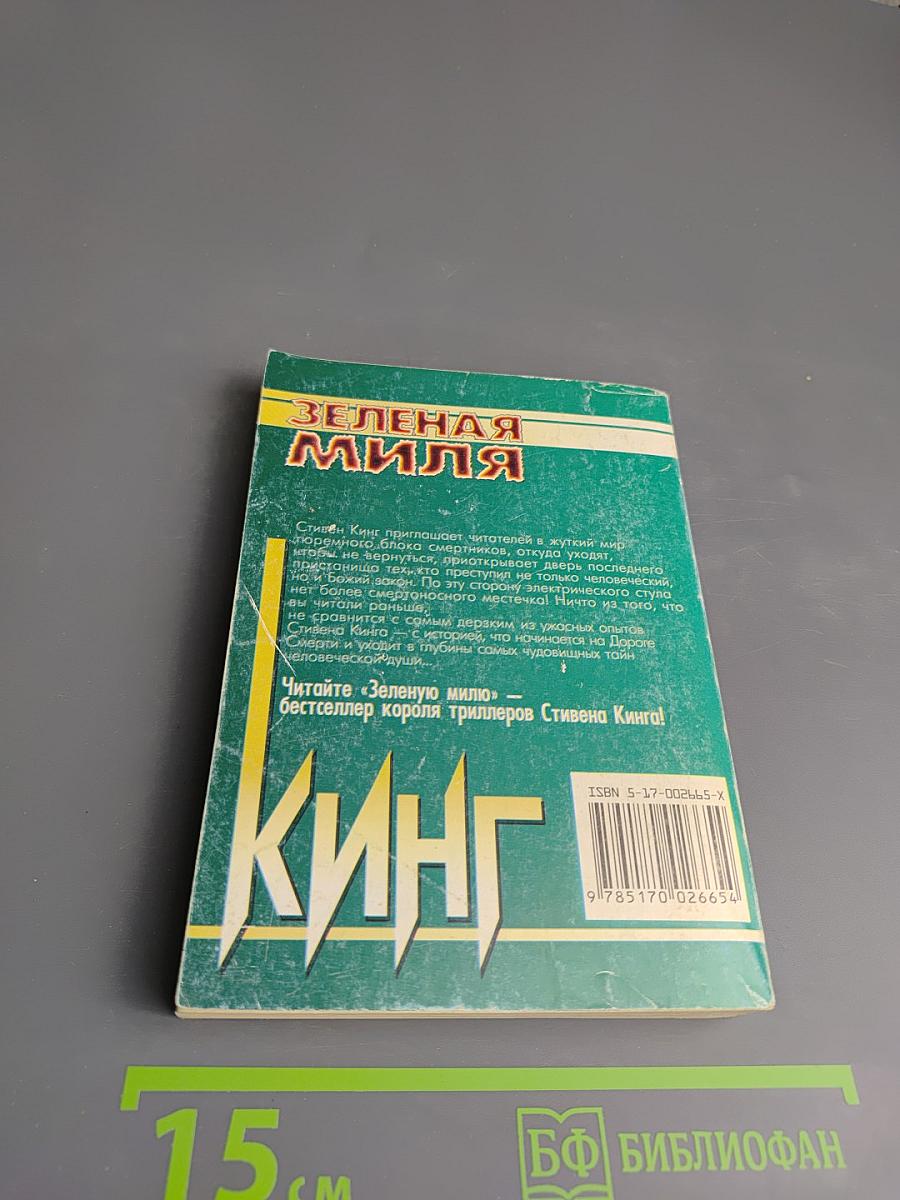 ЗЕЛЕНАЯ
МИЛЯ
Стивен Кинг приглашает читателей в жуткий мир
тюремного блока смертников, откуда уходят,
чтобы не вернуться, приоткрывает дверь последнего
пристанища тех, кто преступил не только человеческий,
но и Божий закон. По эту сторону электрического стула
нет более смертоносного местечка! Ничто из того, что
вы читали раньше,
не сравнится с самым дерзким из ужасных опытов
Стивена Кинга — с историей, что начинается на Дороге
Смерти и уходит в глубины самых чудовищных тайн
человеческой души...
Читайте «Зеленую милю» —
бестселлер короля триллеров Стивена Кинга!
КИНГ
ISBN 5-17-002665-X
9 785170 026654
15 см
БФ БИБЛИОФАН